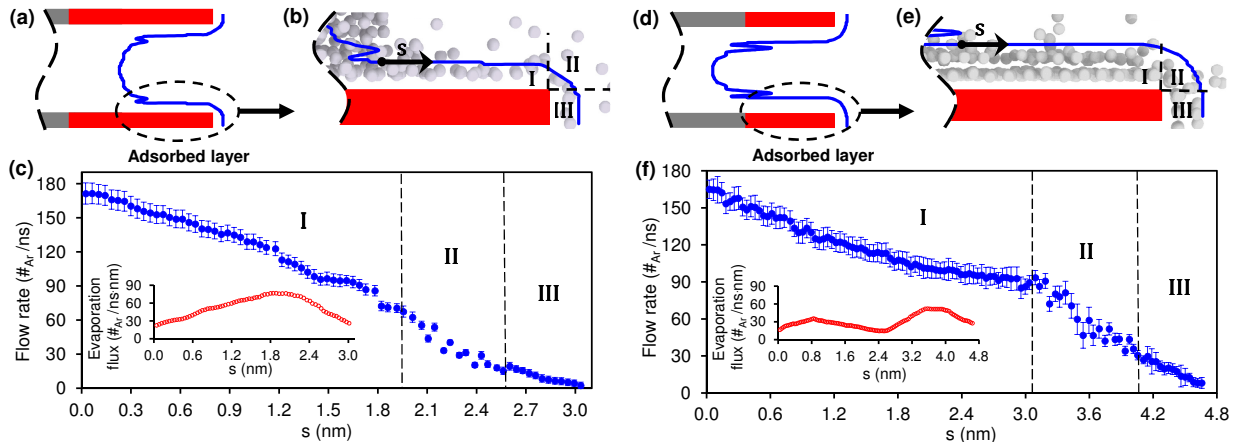 (a)
(b)
s
I
II
III
Adsorbed layer
(c)
Flow rate (#Ar /ns)
180
150
120
90
60
30
0
I
II
III
Evaporation
flux (#Ar /ns·nm)
90
60
30
0
0.0 0.6 1.2 1.8 2.4 3.0
s (nm)
0.0 0.3 0.6 0.9 1.2 1.5 1.8 2.1 2.4 2.7 3.0
s (nm)
(d)
(e)
s
I
II
III
Adsorbed layer
(f)
Flow rate (#Ar /ns)
180
150
120
90
60
30
0
I
II
III
Evaporation
flux (#Ar /ns·nm)
90
60
30
0
0.0 1.2 2.4 3.6 4.8
s (nm)
0.0 0.6 1.2 1.8 2.4 3.0 3.6 4.2 4.8
s (nm)